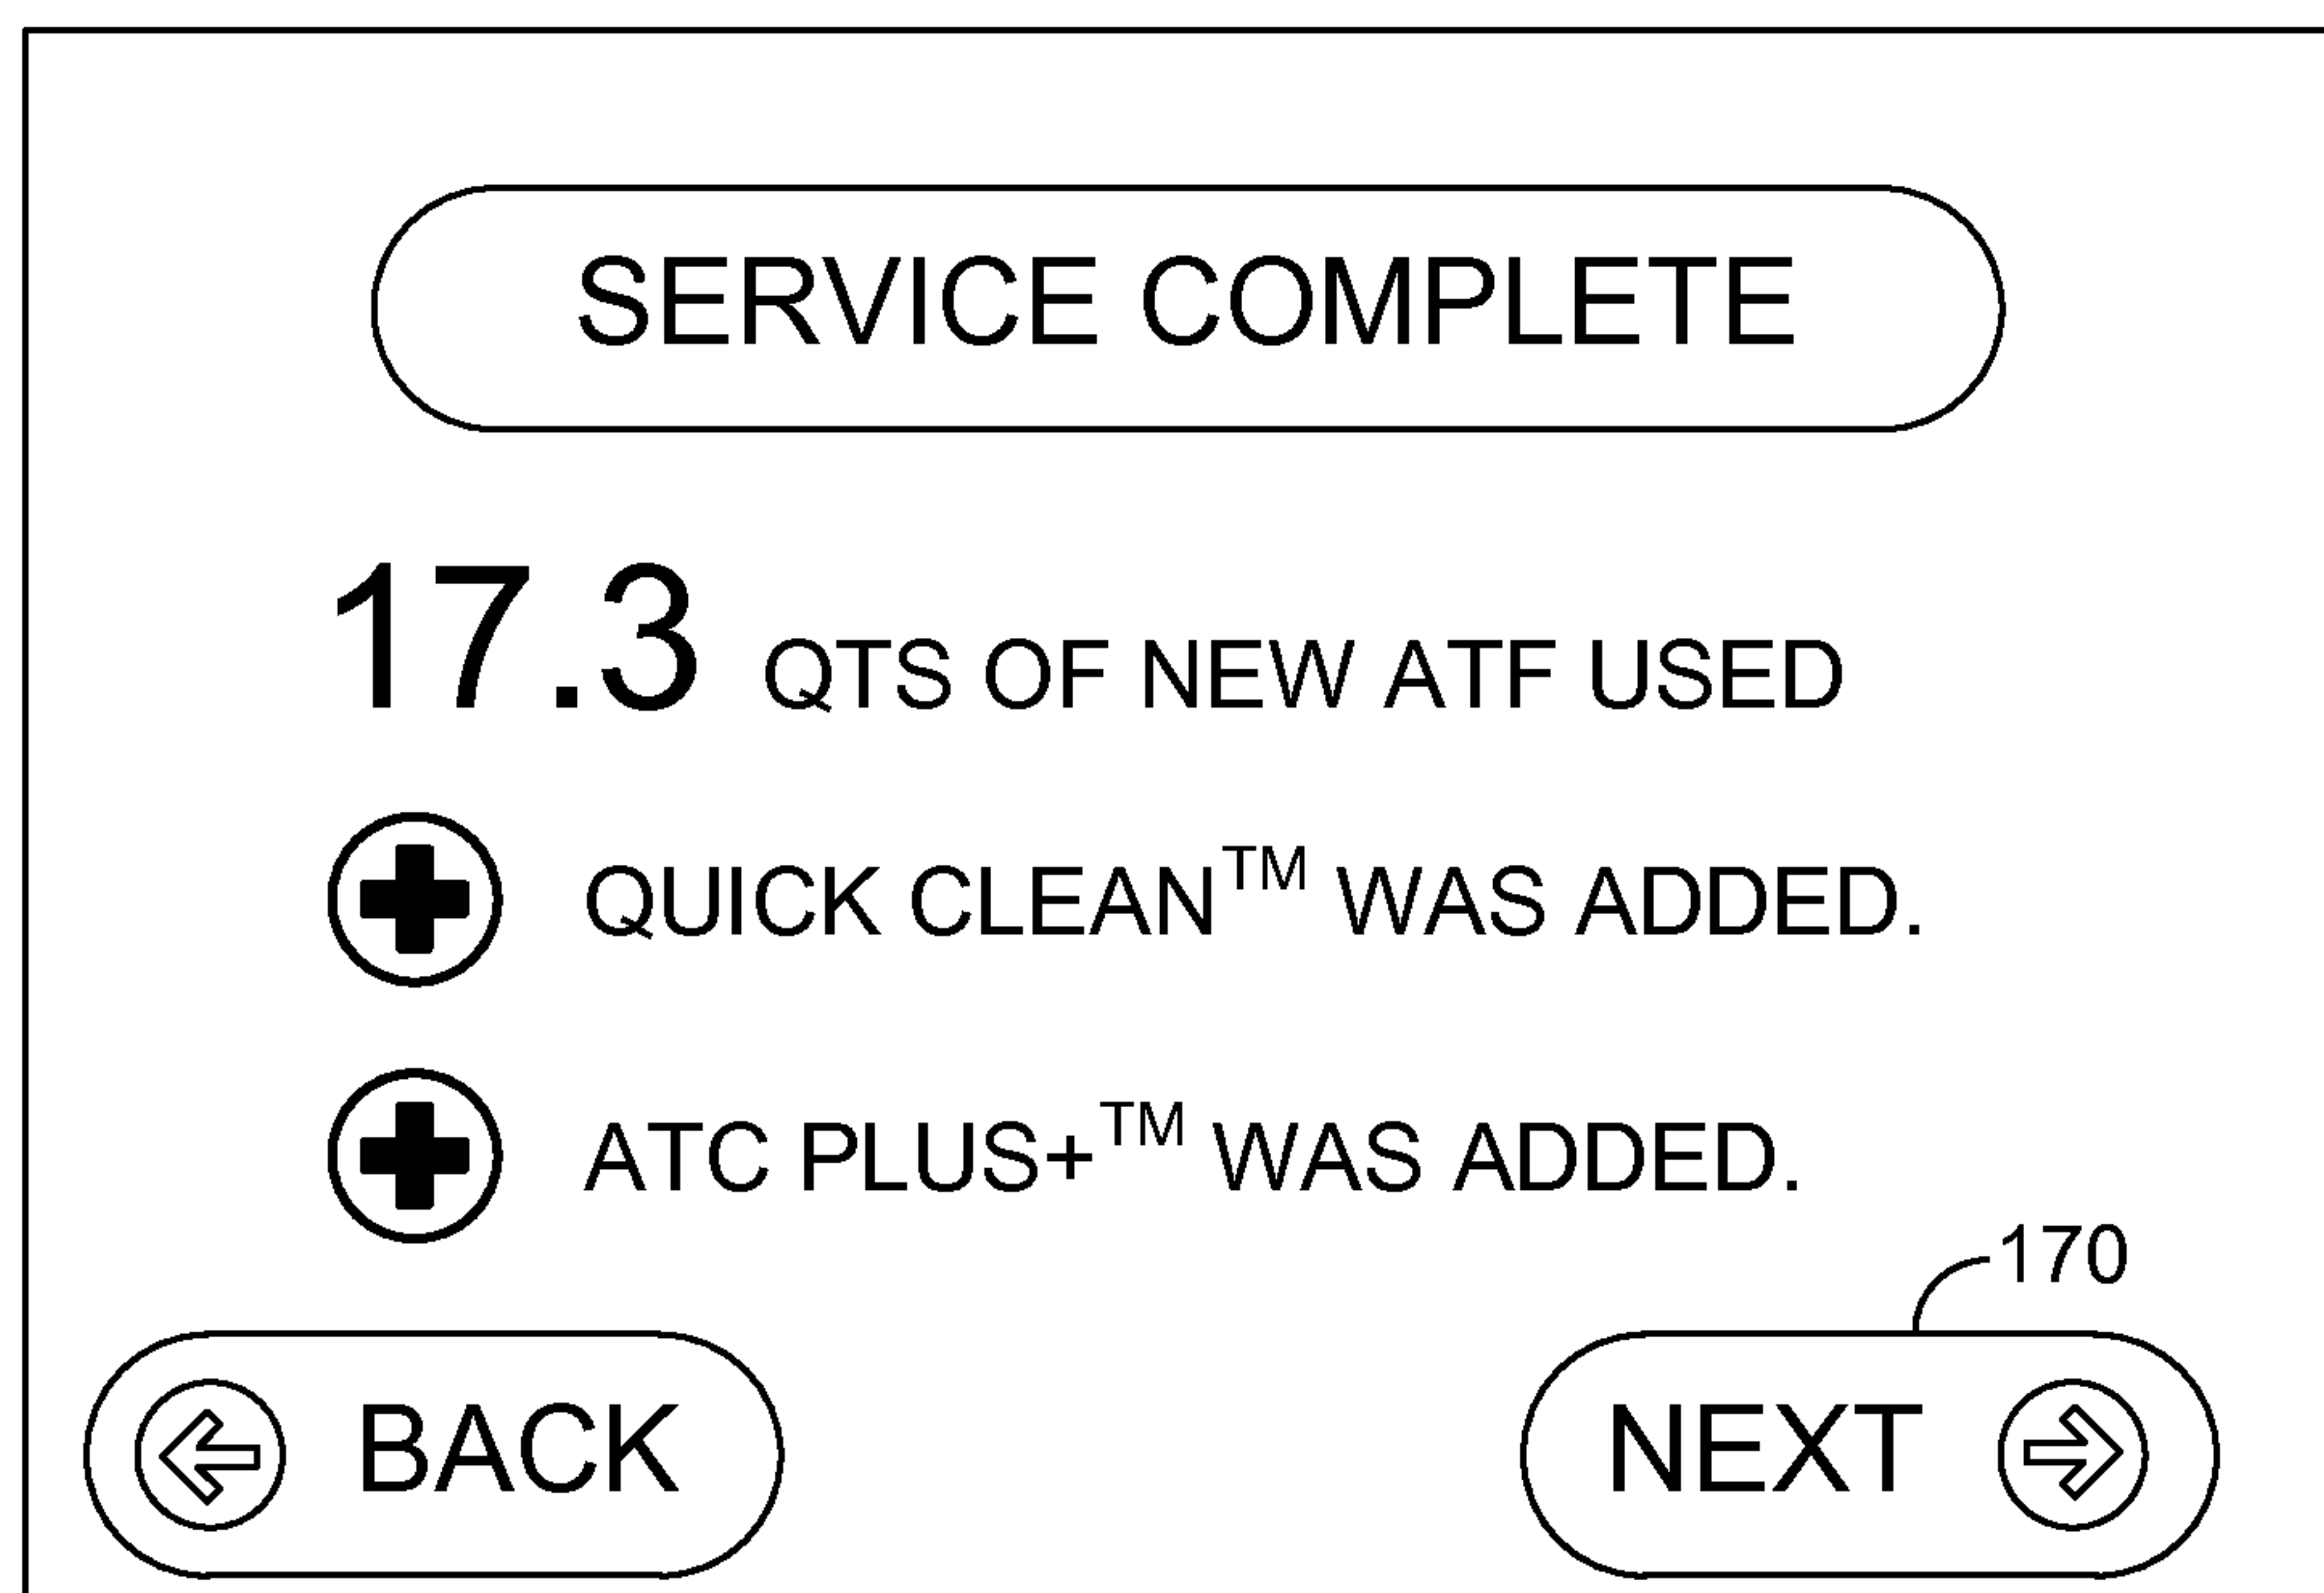 SERVICE COMPLETE
17.3 QTS OF NEW ATF USED
QUICK CLEAN™ WAS ADDED.
ATC PLUS+™ WAS ADDED.
170
BACK
NEXT